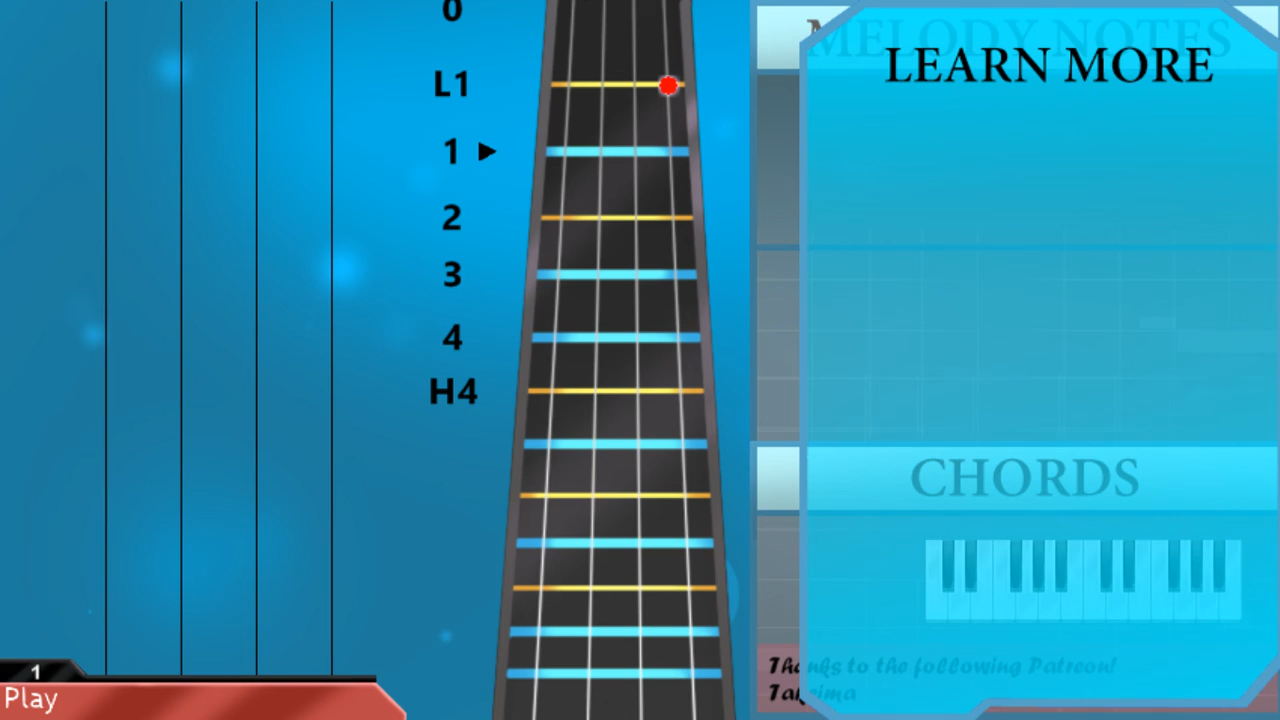 0
L1
1
2
3
4
H4
1
Play
MELODY NOTES
LEARN MORE
CHORDS
Thanks to the following Patreon!